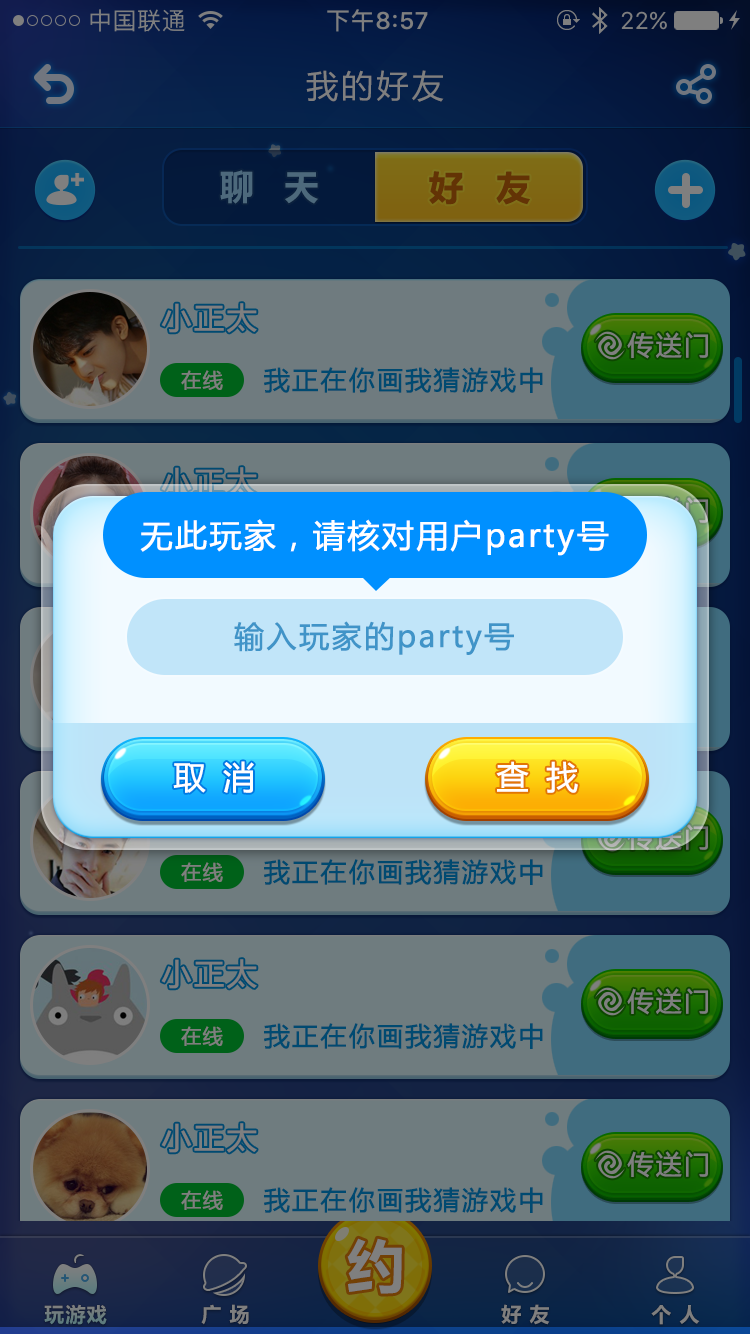 中国联通 下午8:57 22%
我的好友
聊 天 好 友
小正太
传送门
在线 我正在你画我猜游戏中
小正太
无此玩家，请核对用户party号
输入玩家的party号
取 消 查 找
传送门
在线 我正在你画我猜游戏中
小正太
传送门
在线 我正在你画我猜游戏中
小正太
传送门
在线 我正在你画我猜游戏中
约
玩游戏 广 场 好 友 个 人